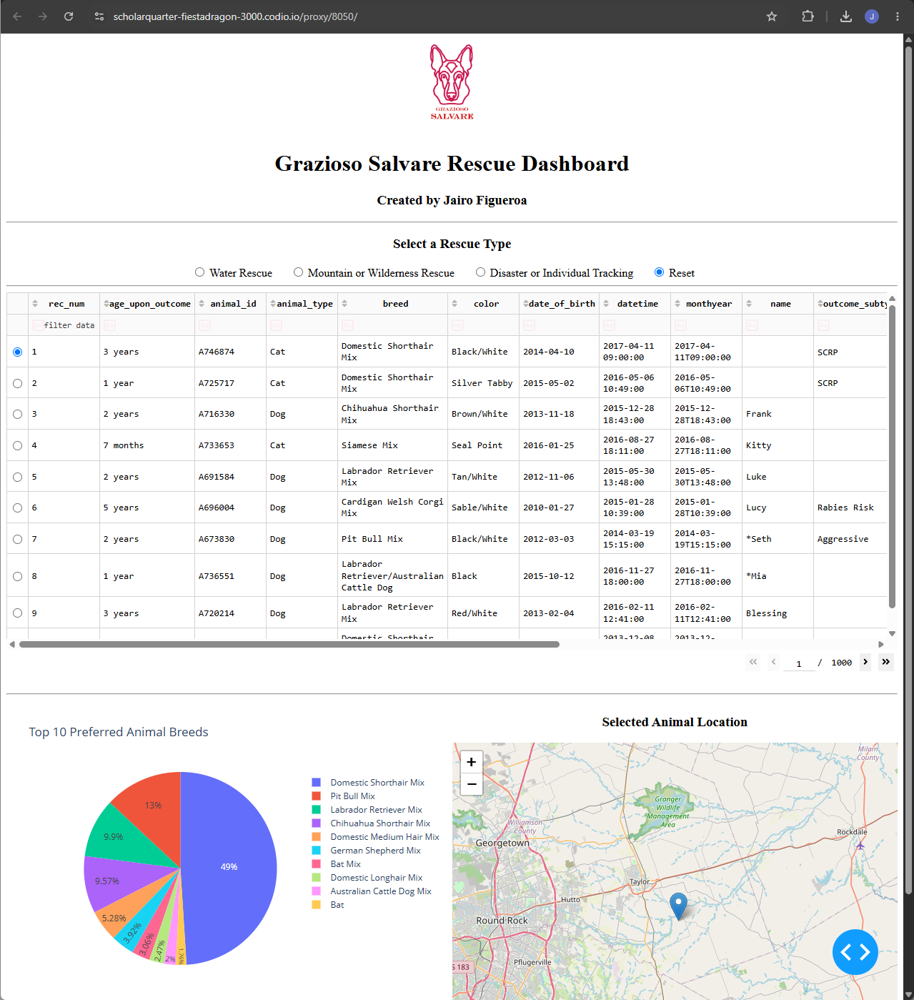 scholarquarter-fiestadragon-3000.codio.io/proxy/8050/
J
GRAZIOSO
SALVARE
Grazioso Salvare Rescue Dashboard
Created by Jairo Figueroa
Select a Rescue Type
Water Rescue Mountain or Wilderness Rescue Disaster or Individual Tracking Reset
rec_num age_upon_outcome animal_id animal_type breed color date_of_birth datetime monthyear name outcome_subty
Aa filter data Aa Aa Aa Aa Aa Aa Aa Aa Aa Aa
1 3 years A746874 Cat Domestic Shorthair Mix Black/White 2014-04-10 2017-04-11 09:00:00 2017-04-11T09:00:00 SCRP
2 1 year A725717 Cat Domestic Shorthair Mix Silver Tabby 2015-05-02 2016-05-06 10:49:00 2016-05-06T10:49:00 SCRP
3 2 years A716330 Dog Chihuahua Shorthair Mix Brown/White 2013-11-18 2015-12-28 18:43:00 2015-12-28T18:43:00 Frank
4 7 months A733653 Cat Siamese Mix Seal Point 2016-01-25 2016-08-27 18:11:00 2016-08-27T18:11:00 Kitty
5 2 years A691584 Dog Labrador Retriever Mix Tan/White 2012-11-06 2015-05-30 13:48:00 2015-05-30T13:48:00 Luke
6 5 years A696004 Dog Cardigan Welsh Corgi Mix Sable/White 2010-01-27 2015-01-28 10:39:00 2015-01-28T10:39:00 Lucy Rabies Risk
7 2 years A673830 Dog Pit Bull Mix Black/White 2012-03-03 2014-03-19 15:15:00 2014-03-19T15:15:00 *Seth Aggressive
8 1 year A736551 Dog Labrador Retriever/Australian Cattle Dog Black 2015-10-12 2016-11-27 18:00:00 2016-11-27T18:00:00 *Mia
9 3 years A720214 Dog Labrador Retriever Mix Red/White 2013-02-04 2016-02-11 12:41:00 2016-02-11T12:41:00 Blessing
Domestic Shorthair 2013-12-08 2013-12-
1 / 1000
Top 10 Preferred Animal Breeds
49%
13%
9.9%
9.57%
5.28%
3.92%
3.06%
2.47%
2%
1.76%
Domestic Shorthair Mix
Pit Bull Mix
Labrador Retriever Mix
Chihuahua Shorthair Mix
Domestic Medium Hair Mix
German Shepherd Mix
Bat Mix
Domestic Longhair Mix
Australian Cattle Dog Mix
Bat
Selected Animal Location
+
−
Milam
County
Granger
Wildlife
Management
Area
Williamson
County
Georgetown
Rockdale
Taylor
Hutto
Round Rock
Pflugerville
S 183